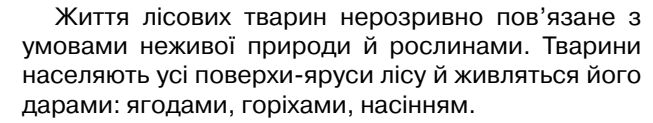 Життя лісових тварин нерозривно пов’язане з
умовами неживої природи й рослинами. Тварини
населяють усі поверхи-яруси лісу й живляться його
дарами: ягодами, горіхами, насінням.